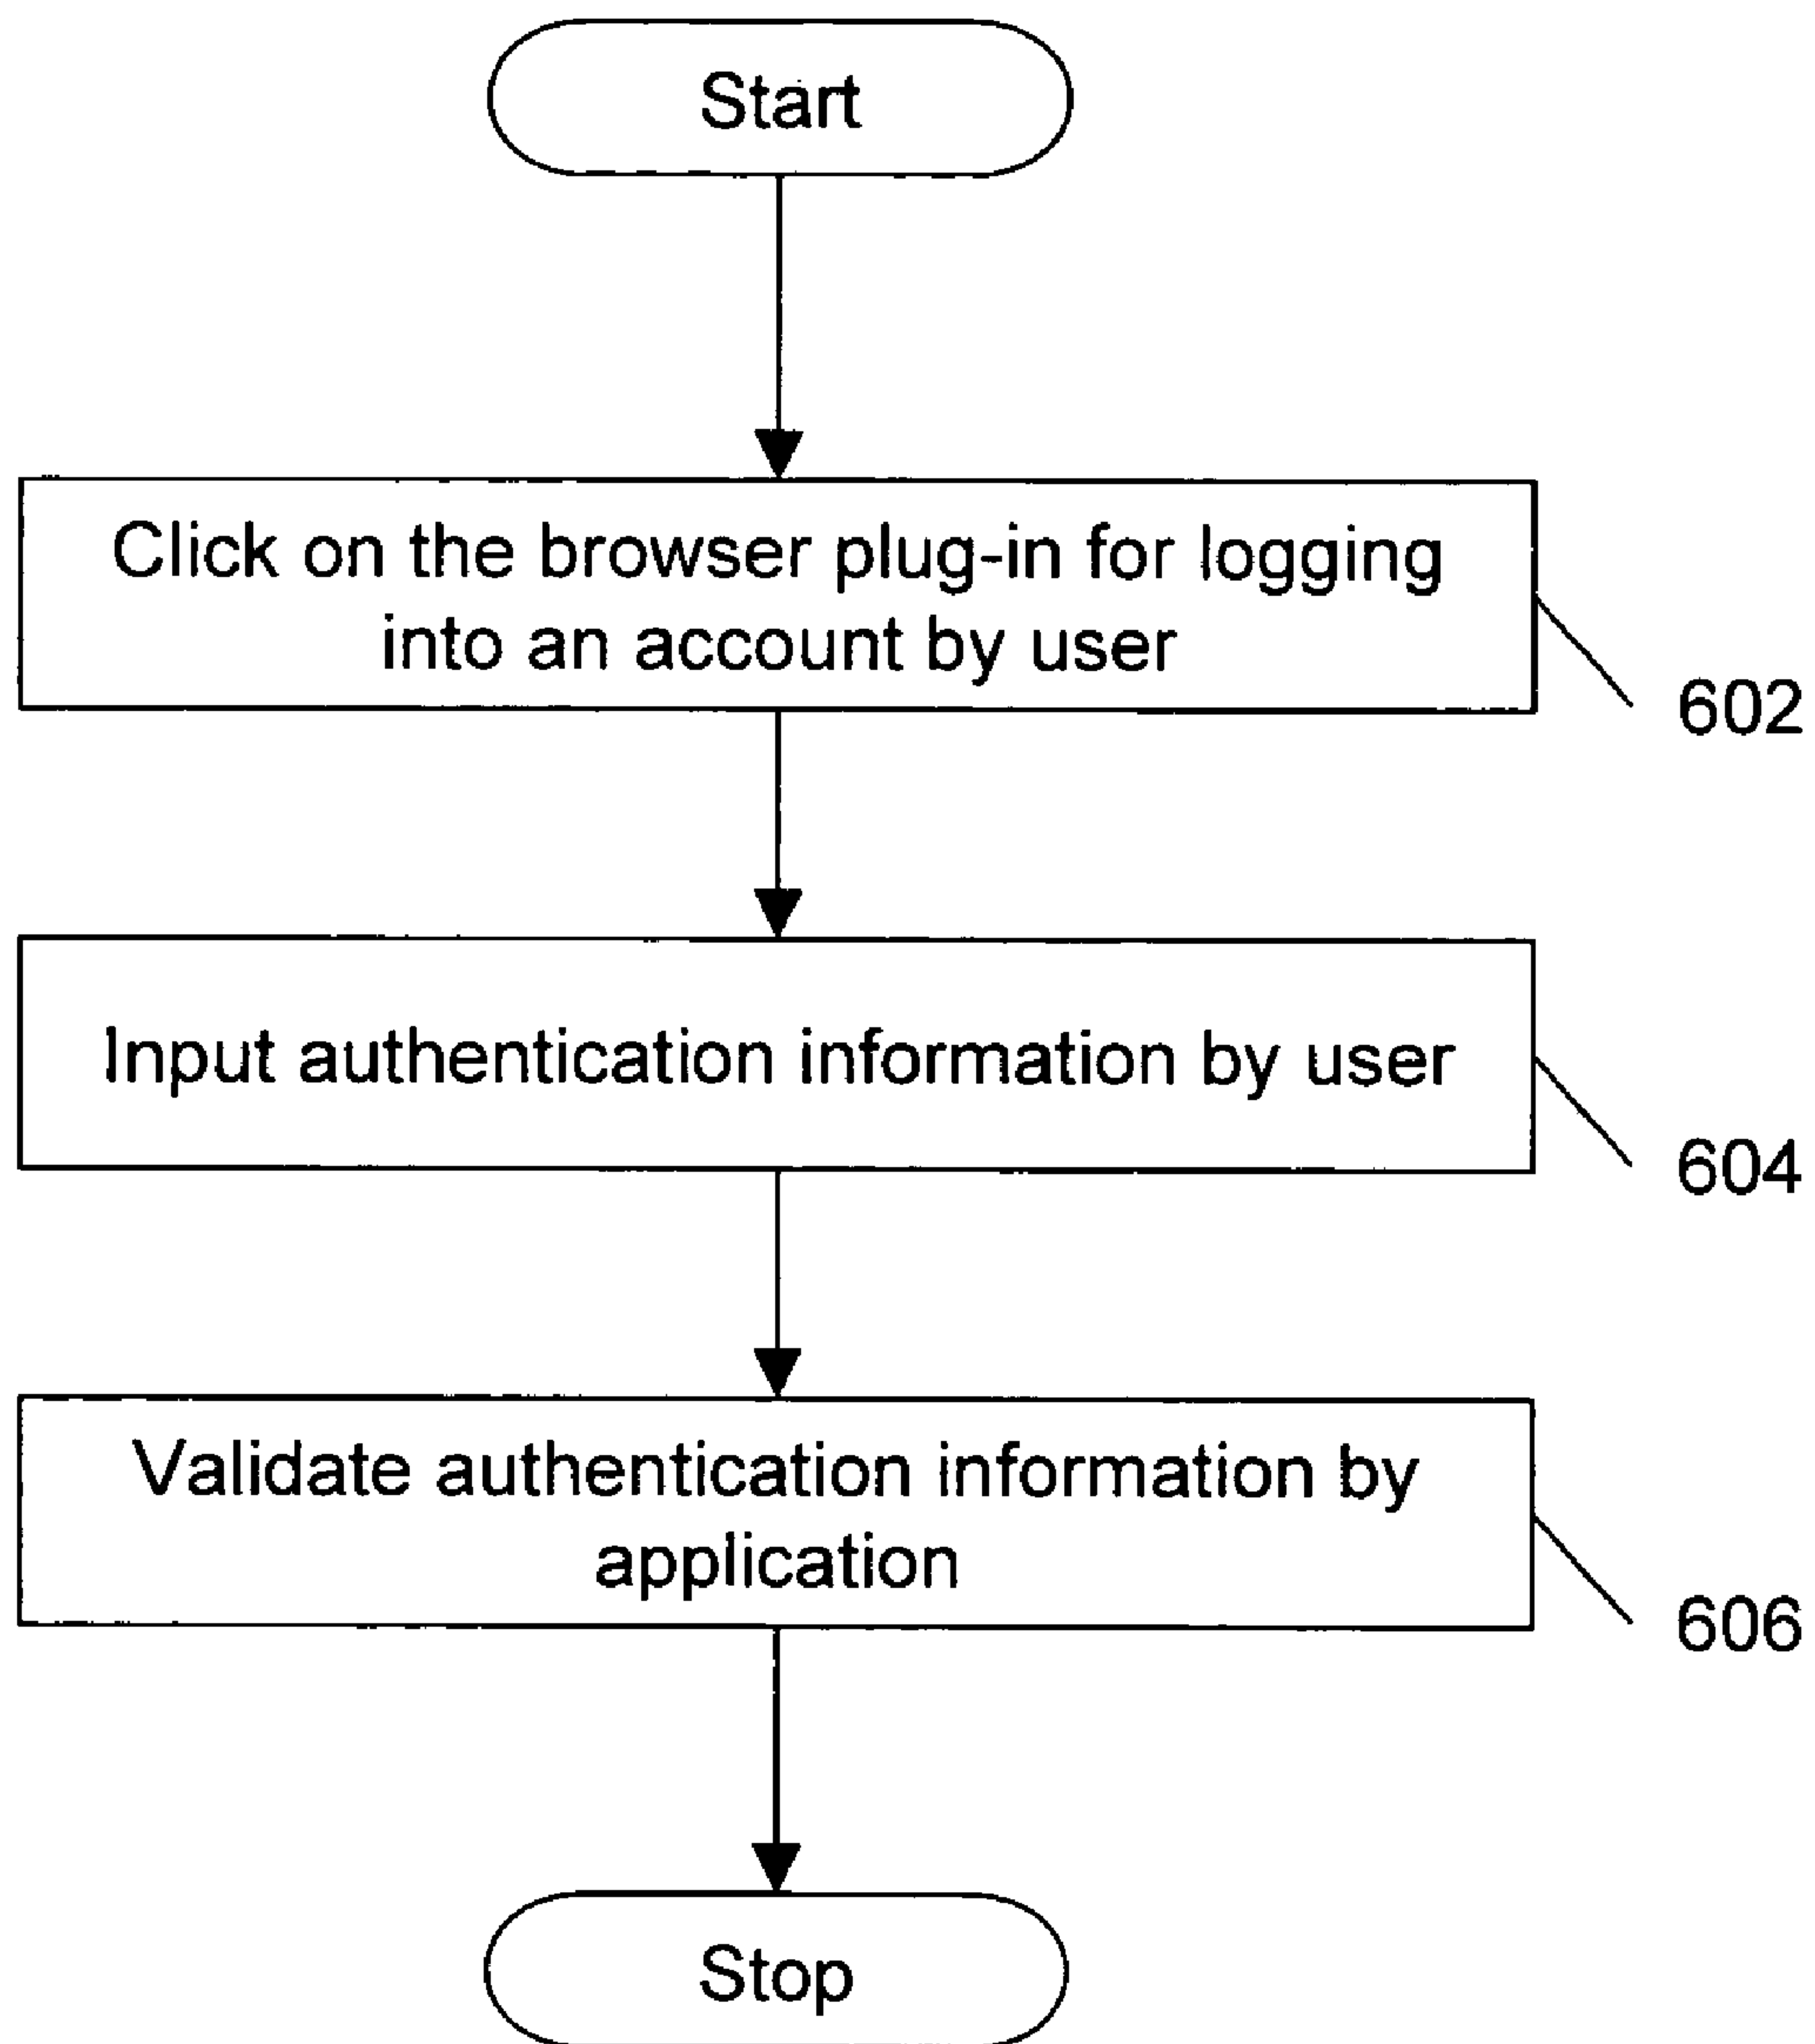 Start
Click on the browser plug-in for logging
into an account by user
602
Input authentication information by user
604
Validate authentication information by
application
606
Stop